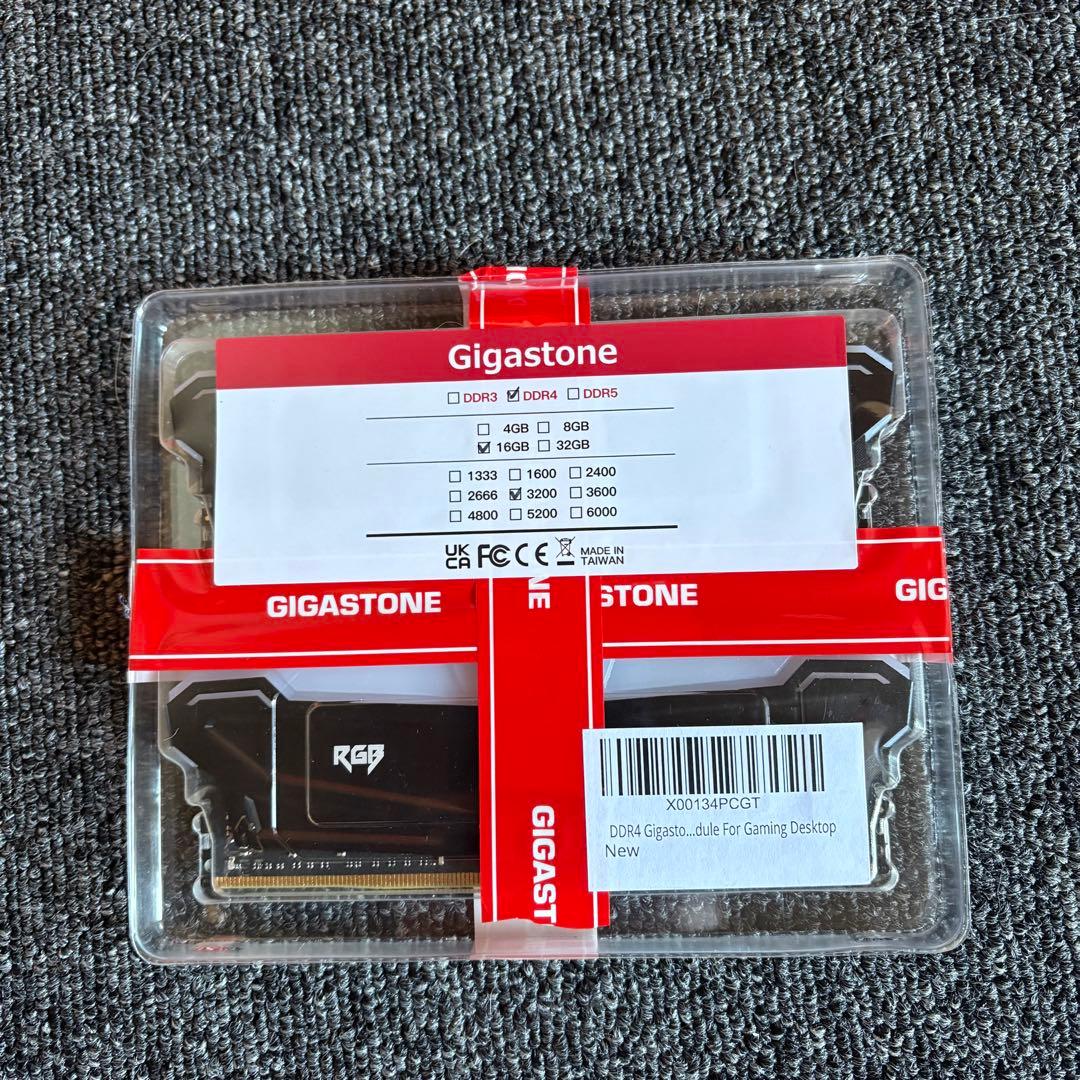 Gigastone
☐ DDR3 ☑ DDR4 ☐ DDR5
☐ 4GB ☐ 8GB
☑ 16GB ☐ 32GB
☐ 1333 ☐ 1600 ☐ 2400
☐ 2666 ☑ 3200 ☐ 3600
☐ 4800 ☐ 5200 ☐ 6000
UK CA FC CE MADE IN
TAIWAN
GIGASTONE
NE
STONE
GIG
RGB
GIGAST
X00134PCGT
DDR4 Gigasto...dule For Gaming Desktop
New